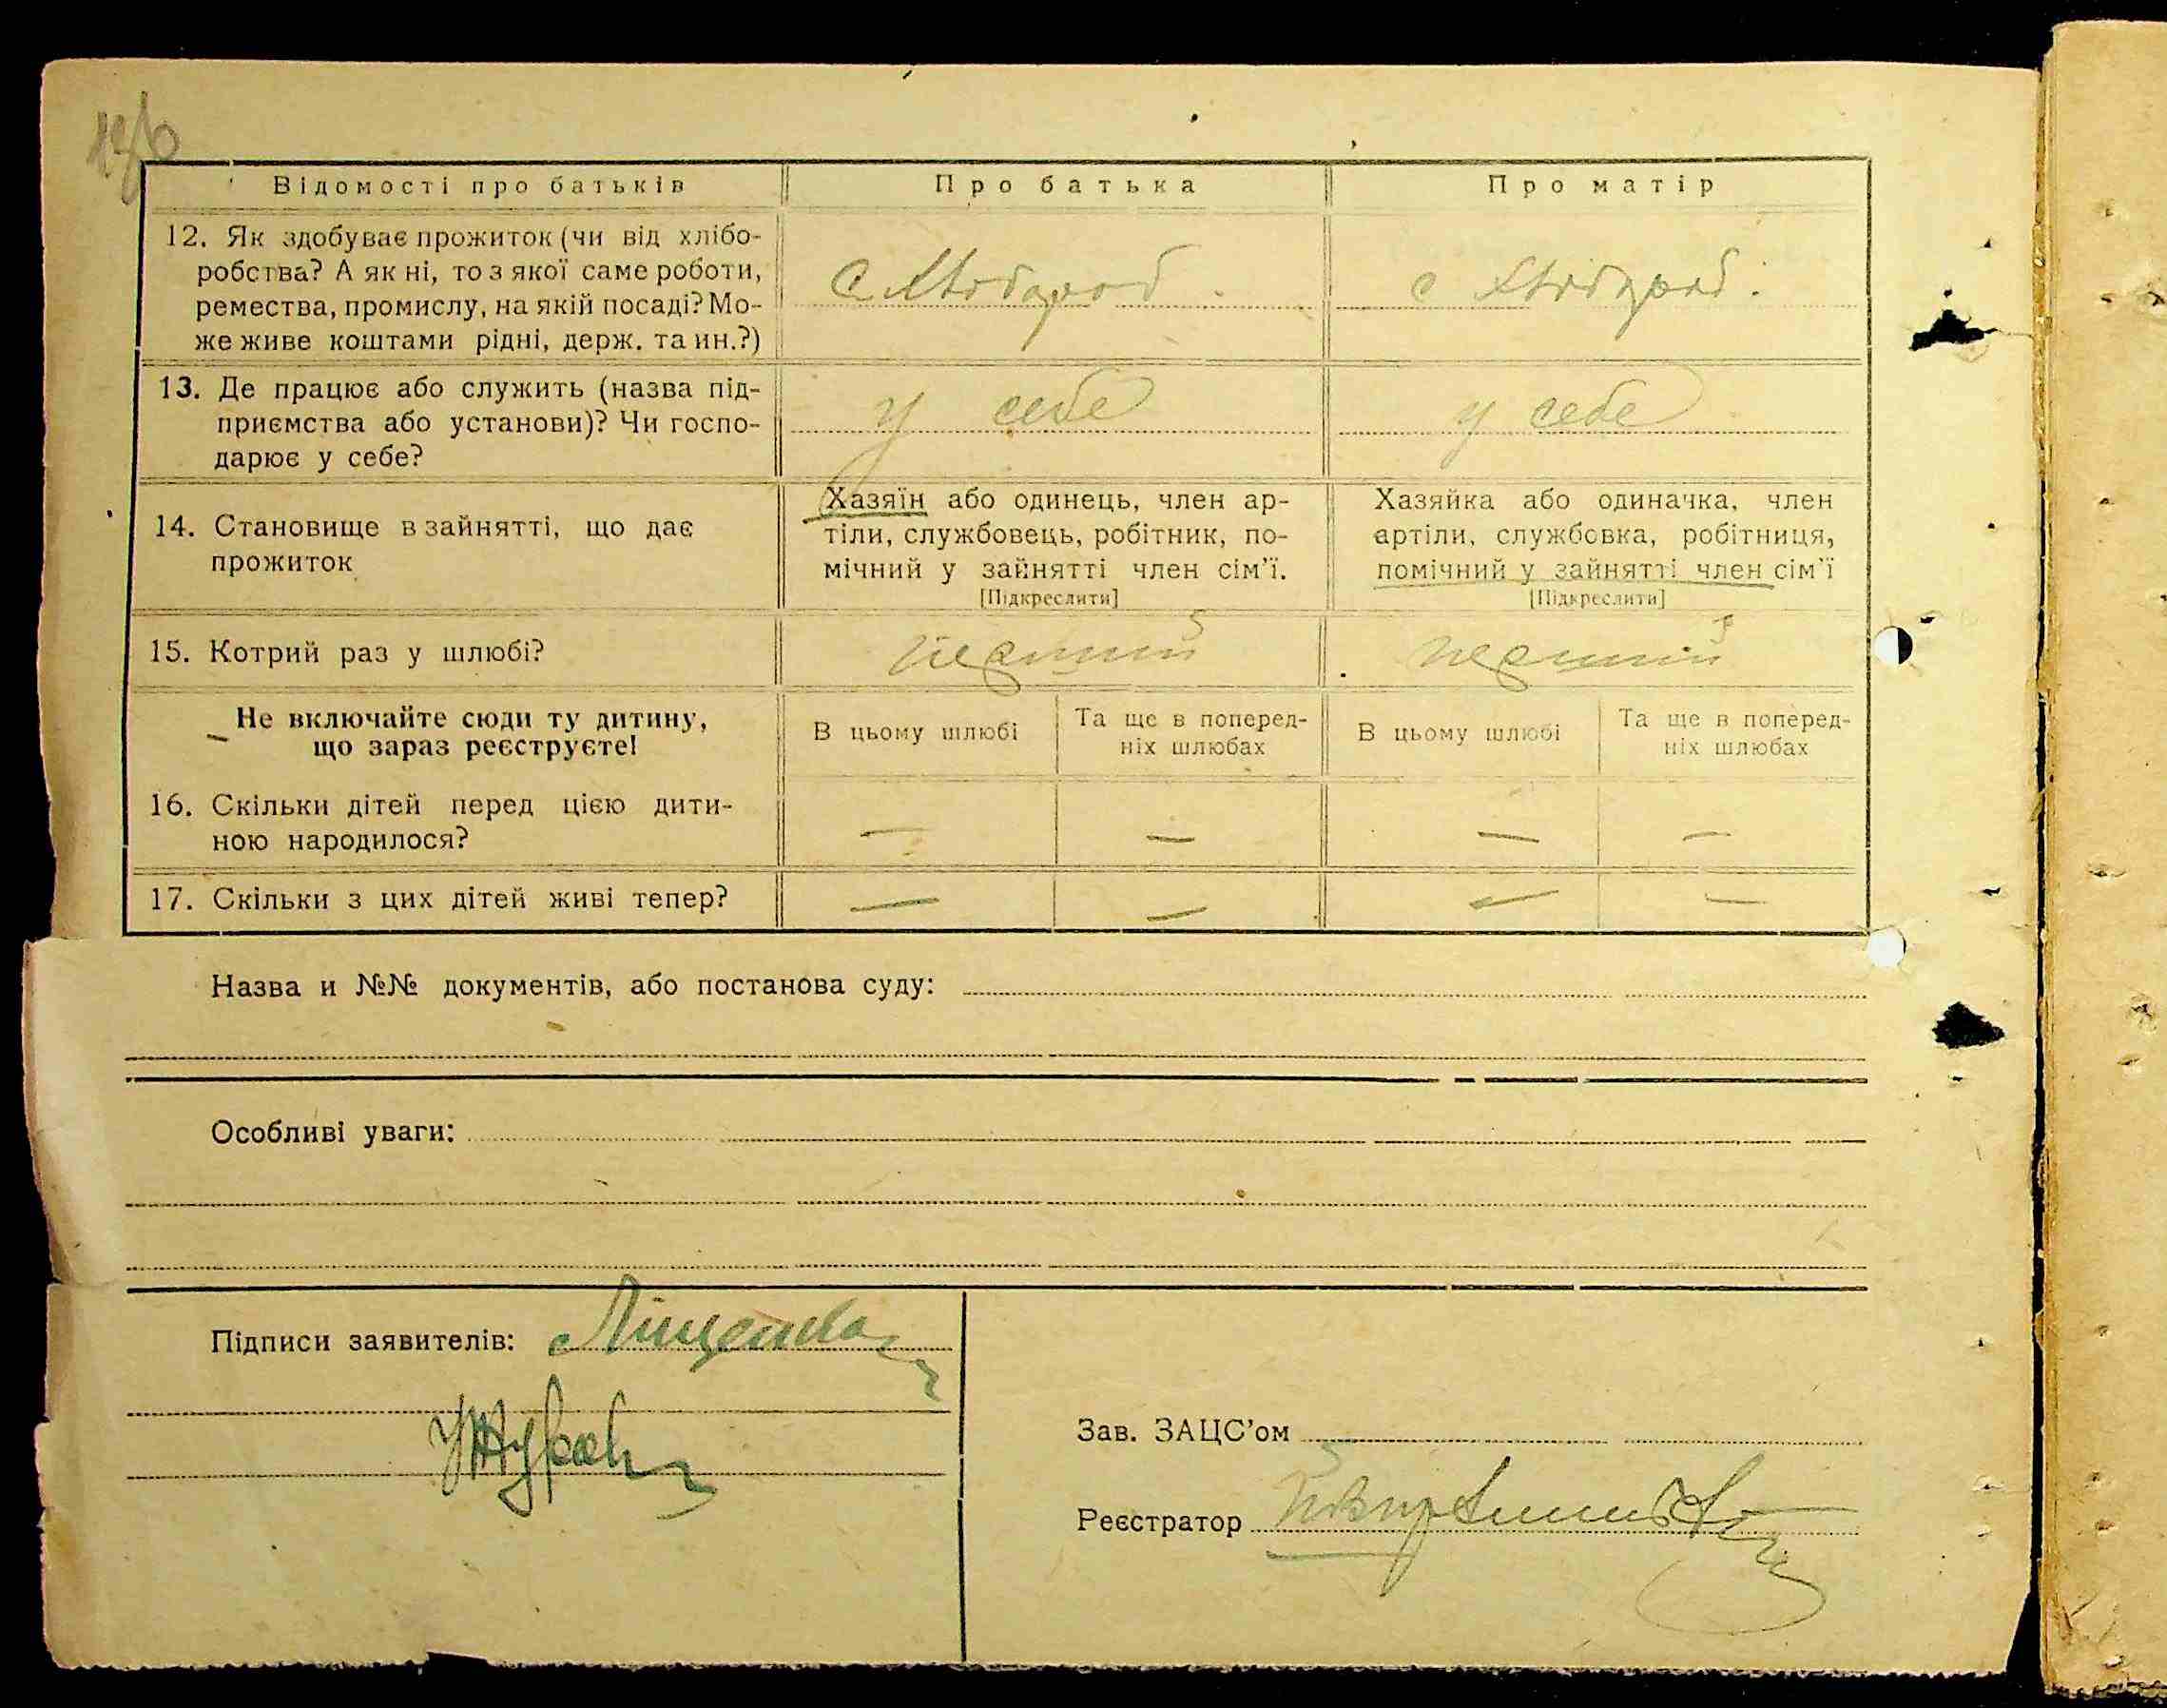 Відомості про батьків
Про батька
Про матір
12. Як здобуває прожиток (чи від хлібо-
робства? А як ні, то з якої саме роботи,
ремества, промислу, на якій посаді? Мо-
же живе коштами рідні, держ. та ин.?)
13. Де працює або служить (назва під-
приємства або установи)? Чи госпо-
дарює у себе?
у себе
у себе
14. Становище в зайнятті, що дає
прожиток
Хазяїн або одинець, член ар-
тіли, службовець, робітник, по-
мічний у зайнятті член сім'ї.
[Підкреслити]
Хазяйка або одиначка, член
артіли, службовка, робітниця,
помічний у зайнятті член сім'ї
[Підкреслити]
15. Котрий раз у шлюбі?
перший
перший
Не включайте сюди ту дитину,
що зараз реєструєте!
В цьому шлюбі
Та ще в поперед-
ніх шлюбах
В цьому шлюбі
Та ще в поперед-
ніх шлюбах
16. Скільки дітей перед цією дити-
ною народилося?
— — — —
17. Скільки з цих дітей живі тепер?
— — — —
Назва и №№ документів, або постанова суду:
Особливі уваги:
Підписи заявителів:
Зав. ЗАЦС'ом
Реєстратор